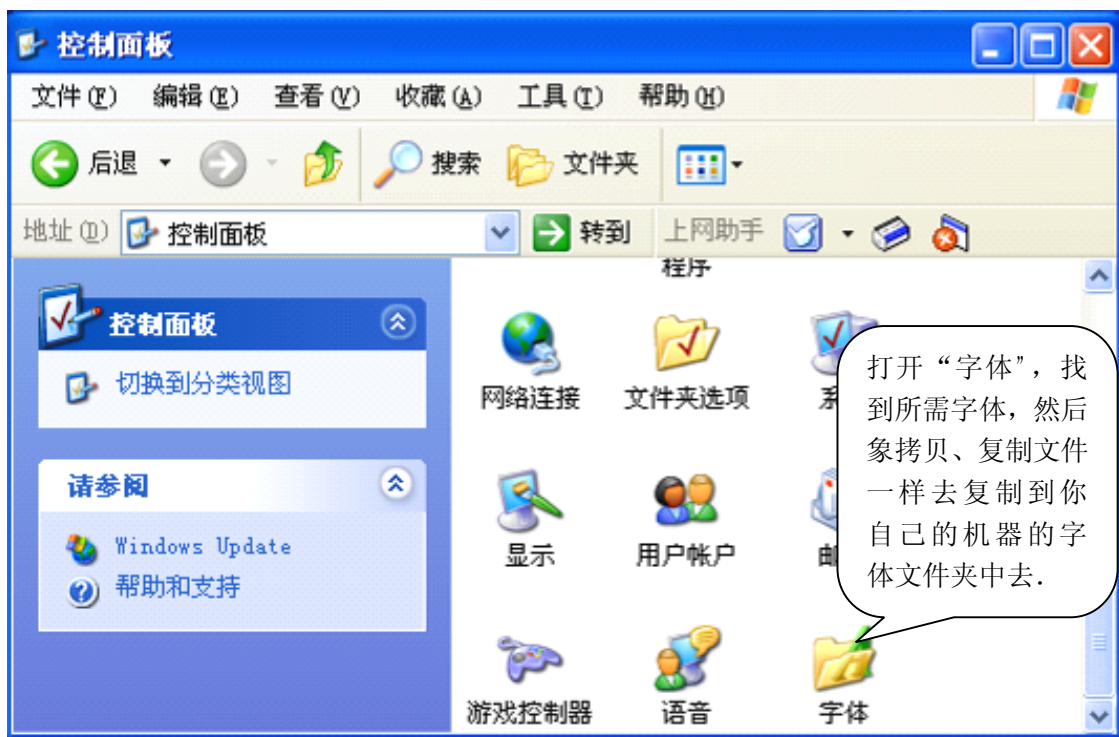 控制面板
文件(F) 编辑(E) 查看(V) 收藏(A) 工具(T) 帮助(H)
后退 搜索 文件夹
地址(D) 控制面板 转到 上网助手
控制面板
切换到分类视图
请参阅
Windows Update
帮助和支持
程序
网络连接 文件夹选项
显示 用户帐户
游戏控制器 语音 字体
打开“字体”，找
到所需字体，然后
象拷贝、复制文件
一样去复制到你
自己的机器的字
体文件夹中去.